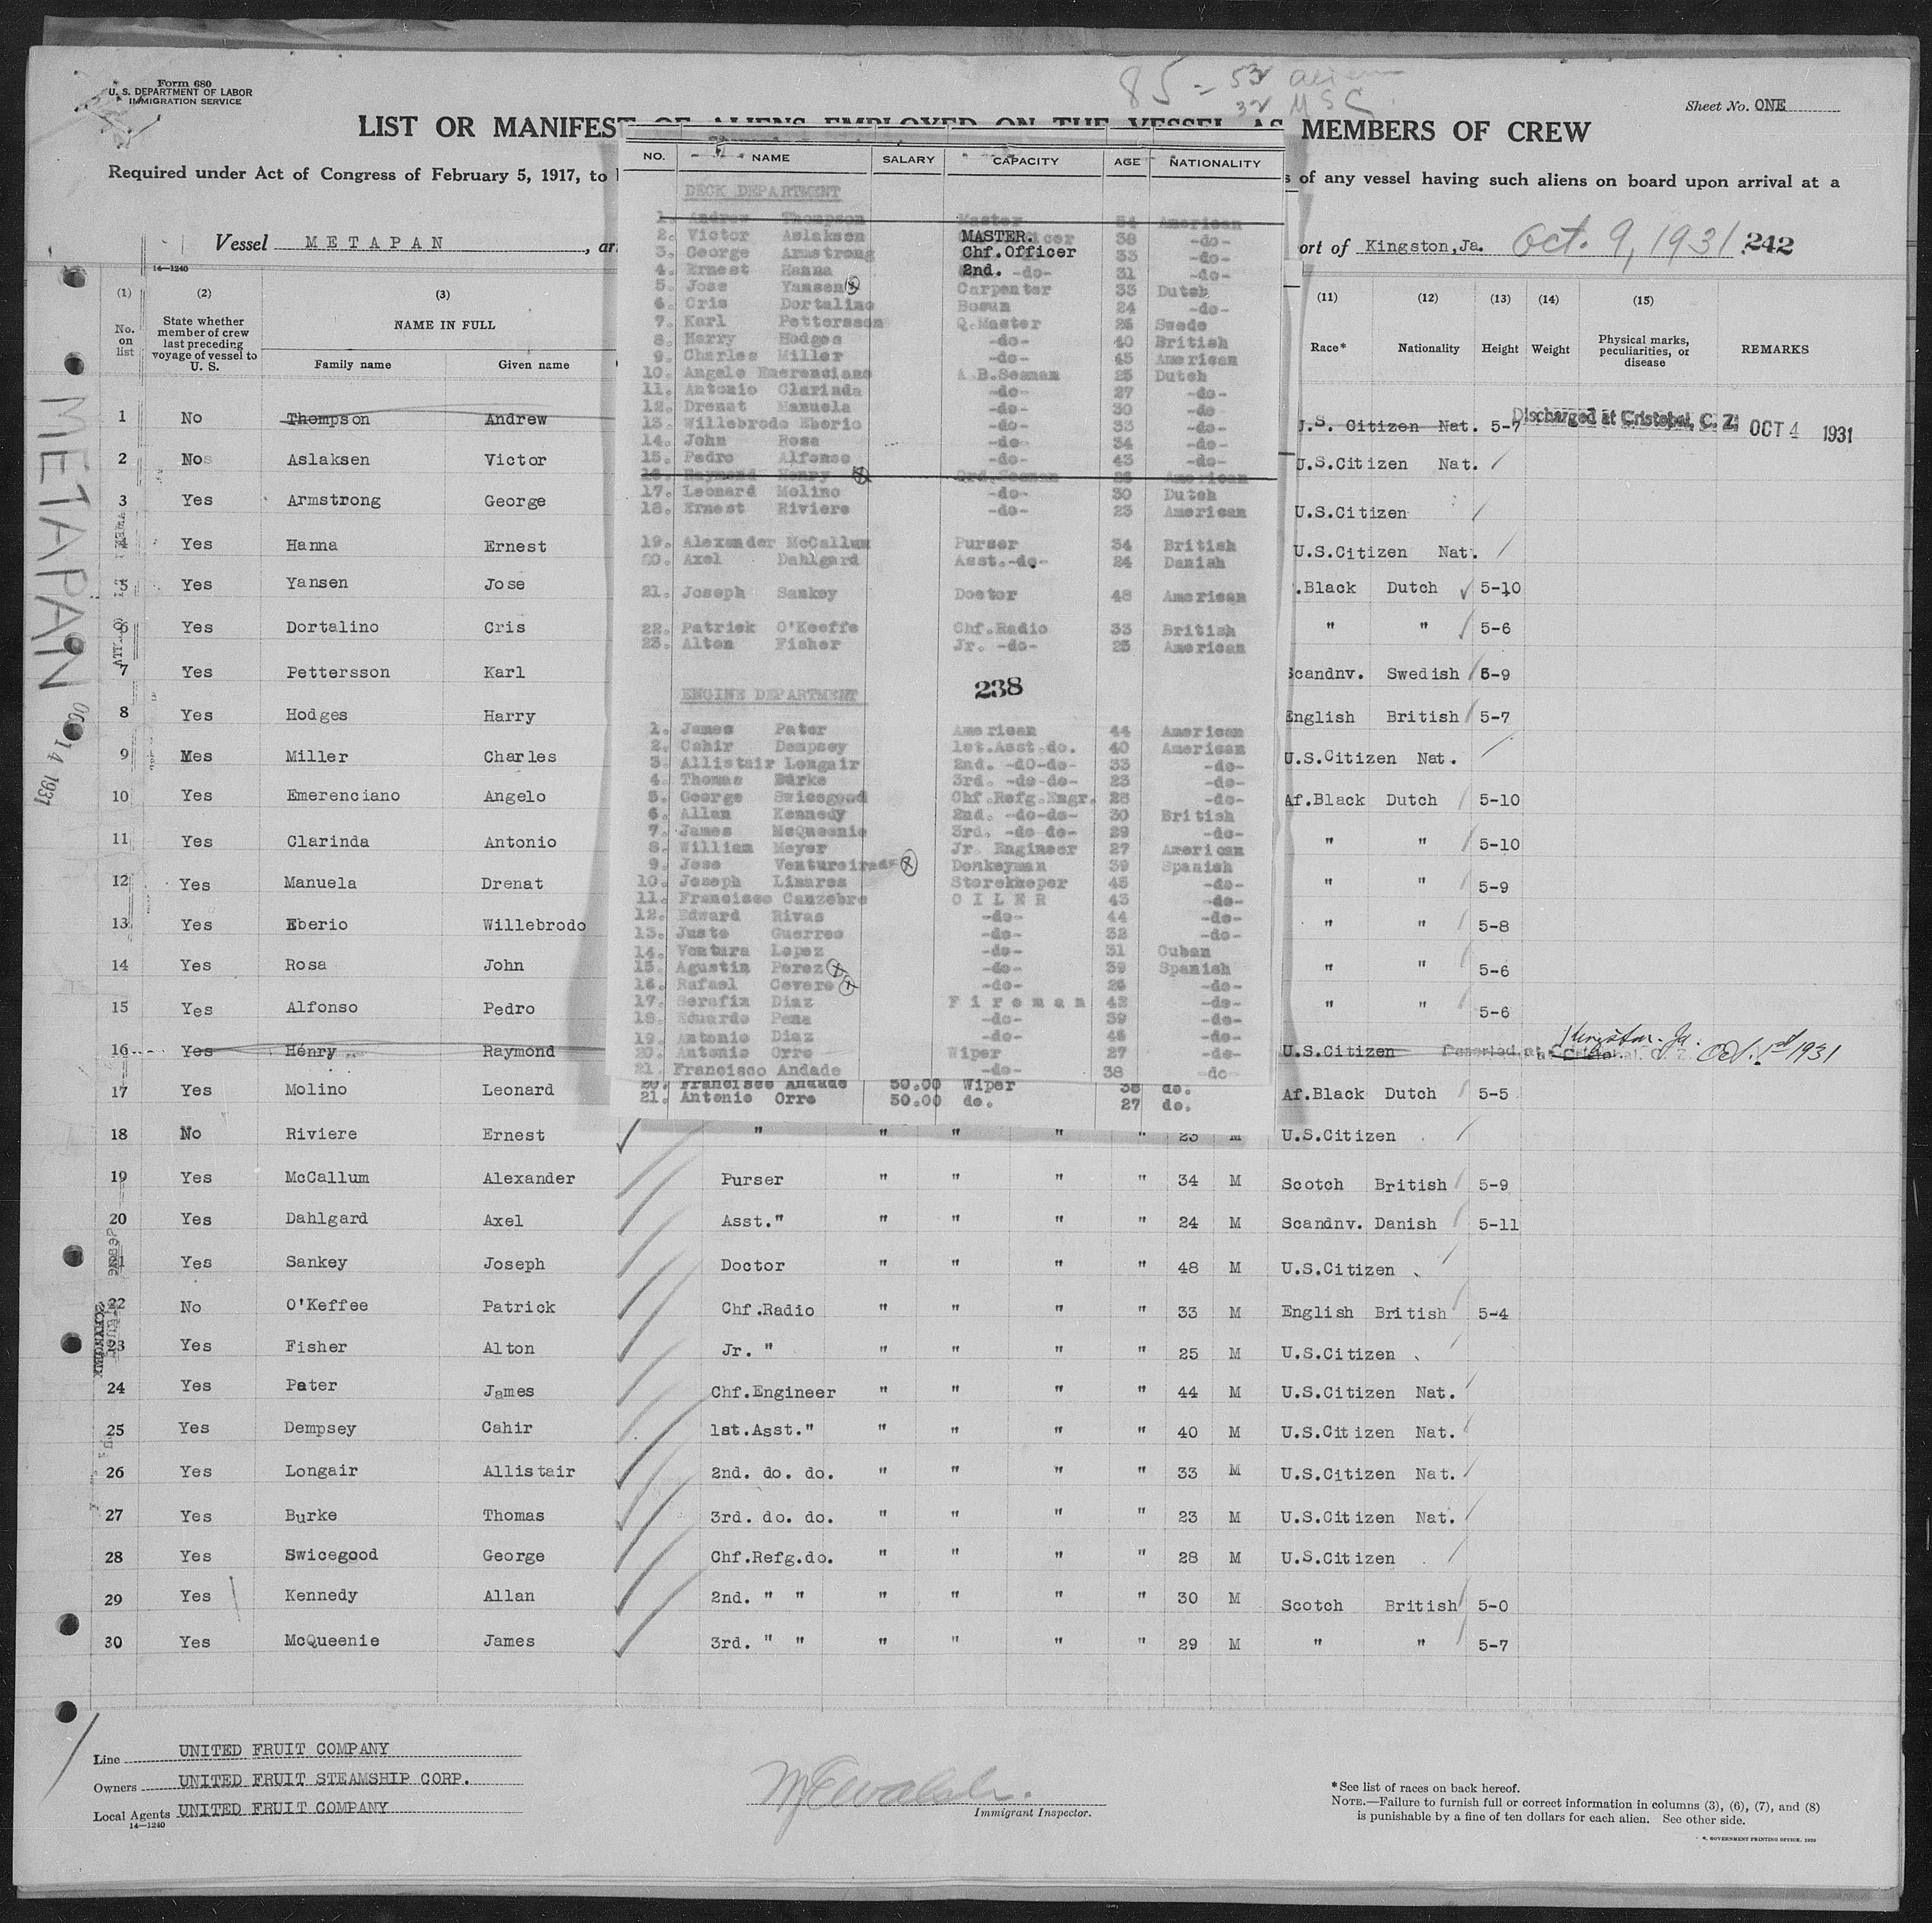 Form 680
U. S. DEPARTMENT OF LABOR
IMMIGRATION SERVICE
85 - 53 alien
32 U S C
Sheet No. ONE
LIST OR MANIFEST OF ALIENS EMPLOYED ON THE VESSEL AS MEMBERS OF CREW
Required under Act of Congress of February 5, 1917, to
s of any vessel having such aliens on board upon arrival at a
Vessel METAPAN, ar
ort of Kingston,Ja. Oct. 9, 1931 242
14—1240
(1) (2) (3) (11) (12) (13) (14) (15)
No. on list State whether member of crew last preceding voyage of vessel to U. S. NAME IN FULL Family name Given name Race* Nationality Height Weight Physical marks, peculiarities, or disease REMARKS
METAPAN OCT 14 1931
NO. NAME SALARY CAPACITY AGE NATIONALITY
DECK DEPARTMENT
1. Andrew Thompson Master 54 American
2. Victor Aslaksen MASTER. 38 -do-
3. George Armstrong Chf.Officer 33 -do-
4. Ernest Hanna 2nd. -do- 31 -do-
5. Jose Yansen Carpenter 33 Dutch
6. Cris Dortalino Bosun 24 -do-
7. Karl Pettersson Q.Master 26 Swede
8. Harry Hodges -do- 40 British
9. Charles Miller -do- 45 American
10. Angelo Emerenciano A.B.Seaman 25 Dutch
11. Antonio Clarinda -do- 27 -do-
12. Drenat Manuela -do- 30 -do
13. Willebrodo Eberio -do- 33 -do-
14. John Rosa -do- 34 -do-
15. Pedro Alfonso -do- 43 -do-
16. Raymond Henry Ord.Seaman 26 American
17. Leonard Molino -do- 30 Dutch
18. Ernest Riviere -do- 23 American
19. Alexander McCallum Purser 34 British
20. Axel Dahlgard Asst.-do- 24 Danish
21. Joseph Sankey Doctor 48 American
22. Patrick O'Keeffe Chf.Radio 33 British
23. Alton Fisher Jr. -do- 25 American
238
ENGINE DEPARTMENT
1. James Pater American 44 American
2. Cahir Dempsey 1st.Asst.do. 40 American
3. Allistair Longair 2nd. -dO-do- 33 -do-
4. Thomas Burke 3rd. -do-do- 23 -do-
5. George Swicegood Chf.Refg.Engr. 28 -do-
6. Allan Kennedy 2nd. -do-do- 30 British
7. James McQueenie 3rd. -do do- 29 -do-
8. William Meyer Jr. Engineer 27 American
9. Jose Donkeyman 39 Spanish
10. Joseph Linares Storekeeper 45 -do-
11. Francisco Canzebre O I L E R 43 -do-
12. Edward Rivas -do- 44 -do-
13. Justo Guerreo -do- 32 -do-
14. Ventura Lopez -do- 31 Cuban
15. Agustin Perez -do- 39 Spanish
16. Rafael Covero -do- 26 -do-
17. Serafin Diaz F i r e m a n 42 -do-
18. Eduardo Pena -do- 39 -do-
19. Antonio Diaz -do- 46 -do-
20. Antonio Orro Wiper 27 -do-
21. Francisco Andade -do- 38 -do-
20. Francisco Andade 50.00 Wiper 38 do.
21. Antonio Orro 50.00 do. 27 do.
1 No Thompson Andrew U.S. Citizen Nat. 5-7 Discharged at Cristobal, C. Z. OCT 4 1931
2 No Aslaksen Victor U.S.Citizen Nat.
3 Yes Armstrong George U.S.Citizen
4 Yes Hanna Ernest U.S.Citizen Nat.
5 Yes Yansen Jose .Black Dutch 5-10
6 Yes Dortalino Cris " " 5-6
7 Yes Pettersson Karl Scandnv. Swedish 5-9
8 Yes Hodges Harry English British 5-7
9 Mes Miller Charles U.S.Citizen Nat.
10 Yes Emerenciano Angelo Af.Black Dutch 5-10
11 Yes Clarinda Antonio " " 5-10
12 Yes Manuela Drenat " " 5-9
13 Yes Eberio Willebrodo " " 5-8
14 Yes Rosa John " " 5-6
15 Yes Alfonso Pedro " " 5-6
16 Yes Henry Raymond U.S.Citizen Deserted at Kingston. Ja. Oct. 1st 1931
17 Yes Molino Leonard Af.Black Dutch 5-5
18 No Riviere Ernest " " " " " 23 M U.S.Citizen
19 Yes McCallum Alexander Purser " " " " 34 M Scotch British 5-9
20 Yes Dahlgard Axel Asst." " " " " 24 M Scandnv. Danish 5-11
21 Yes Sankey Joseph Doctor " " " " 48 M U.S.Citizen
22 No O'Keffee Patrick Chf.Radio " " " " 33 M English British 5-4
23 Yes Fisher Alton Jr. " " " " " 25 M U.S.Citizen
24 Yes Pater James Chf.Engineer " " " " 44 M U.S.Citizen Nat.
25 Yes Dempsey Cahir 1st.Asst." " " " " 40 M U.S.Citizen Nat.
26 Yes Longair Allistair 2nd. do. do. " " " " 33 M U.S.Citizen Nat.
27 Yes Burke Thomas 3rd. do. do. " " " " 23 M U.S.Citizen Nat.
28 Yes Swicegood George Chf.Refg.do. " " " " 28 M U.S.Citizen
29 Yes Kennedy Allan 2nd. " " " " " " 30 M Scotch British 5-0
30 Yes McQueenie James 3rd. " " " " " " 29 M " " 5-7
Line UNITED FRUIT COMPANY
Owners UNITED FRUIT STEAMSHIP CORP.
Local Agents UNITED FRUIT COMPANY
14—1240
Immigrant Inspector.
*See list of races on back hereof.
NOTE.—Failure to furnish full or correct information in columns (3), (6), (7), and (8)
is punishable by a fine of ten dollars for each alien. See other side.
GOVERNMENT PRINTING OFFICE